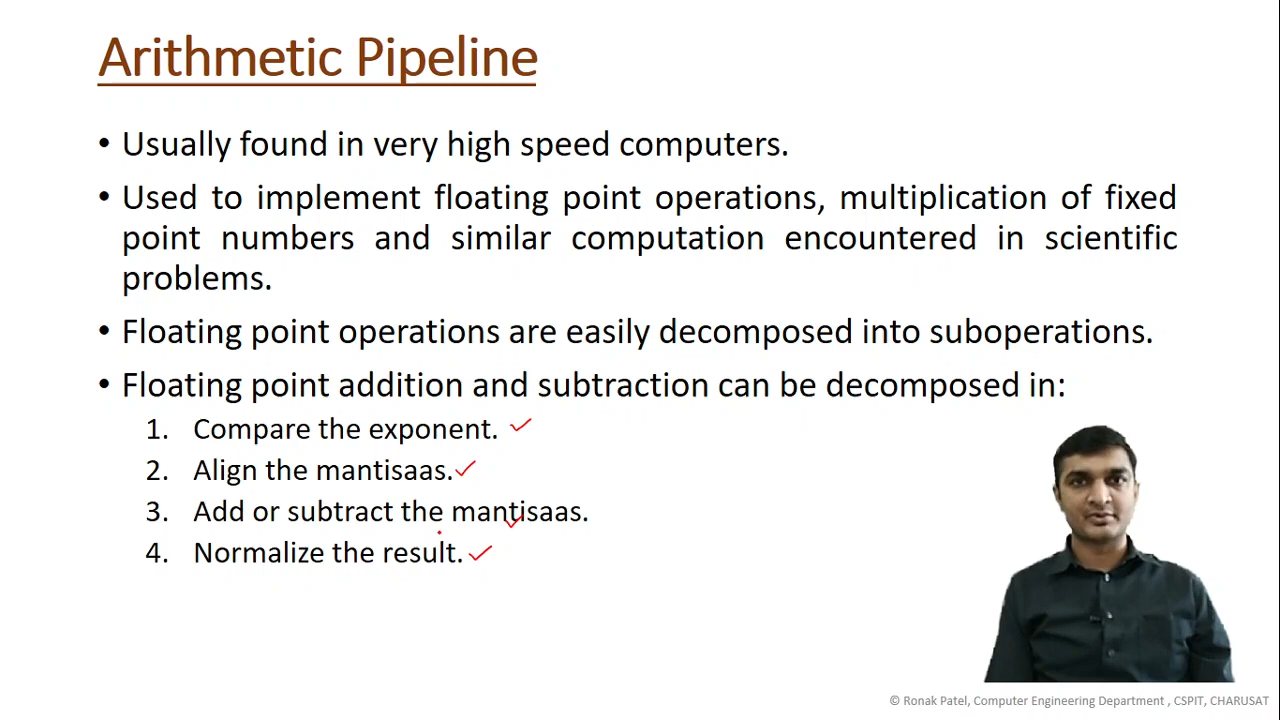 Arithmetic Pipeline
• Usually found in very high speed computers.
• Used to implement floating point operations, multiplication of fixed
point numbers and similar computation encountered in scientific
problems.
• Floating point operations are easily decomposed into suboperations.
• Floating point addition and subtraction can be decomposed in:
1. Compare the exponent.
2. Align the mantisaas.
3. Add or subtract the mantisaas.
4. Normalize the result.
© Ronak Patel, Computer Engineering Department , CSPIT, CHARUSAT